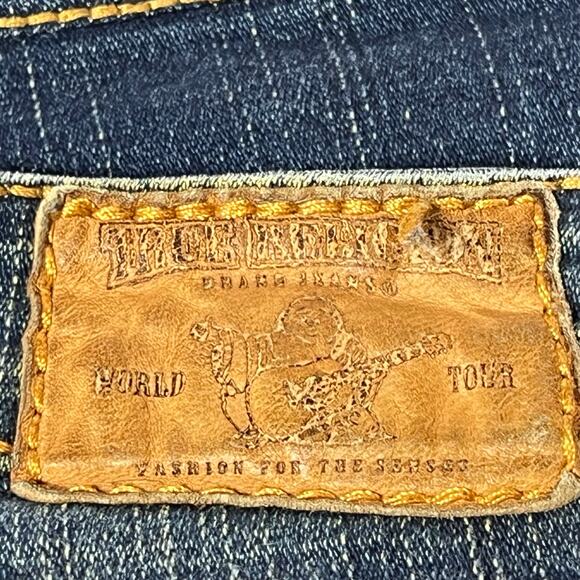 TRUE RELIGION
BRAND JEANS®
WORLD TOUR
FASHION FOR THE SENSES